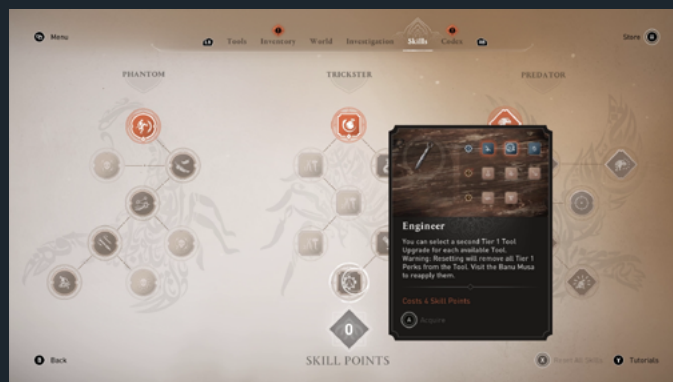 Menu
LB Tools Inventory World Investigation Skills Codex RB
Store
PHANTOM
TRICKSTER
PREDATOR
Engineer
You can select a second Tier 1 Tool
Upgrade for each available Tool.
Warning: Resetting will remove all Tier 1
Perks from the Tool. Visit the Banu Musa
to reapply them.
Costs 4 Skill Points
A Acquire
0
SKILL POINTS
B Back
X Reset All Skills
Y Tutorials